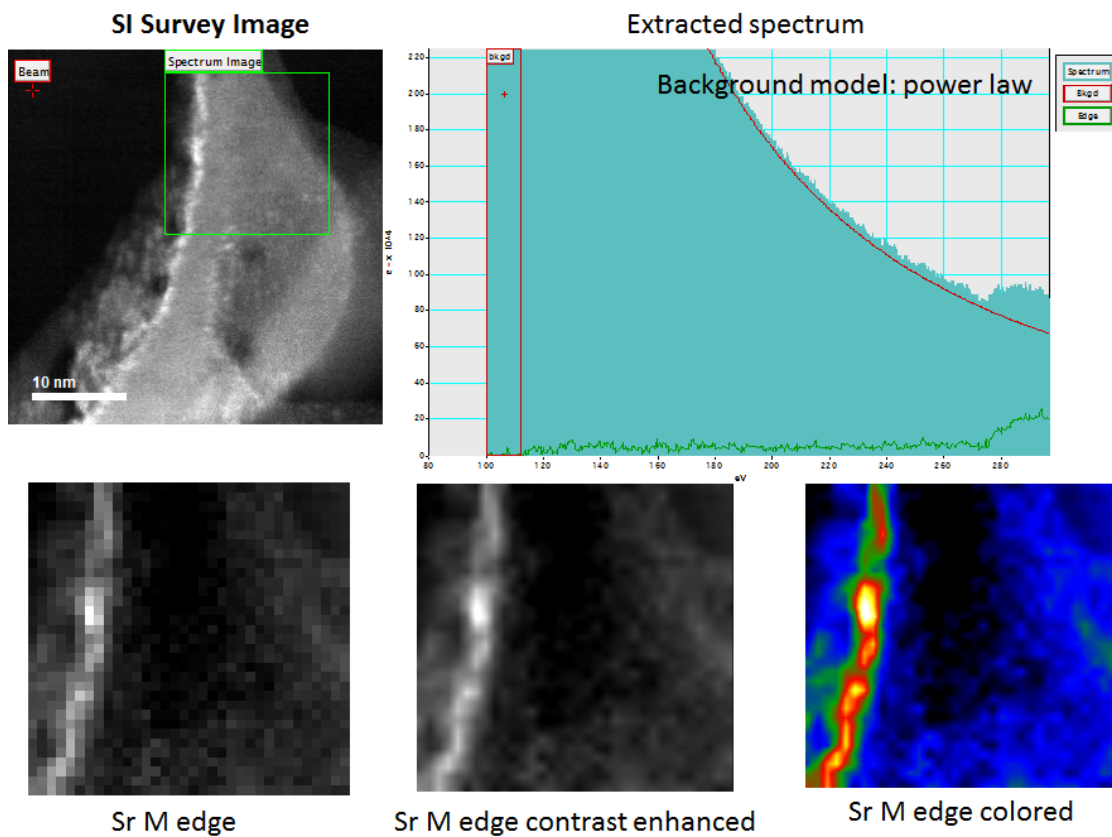 SI Survey Image
Extracted spectrum
Beam
Spectrum Image
10 nm
bkgd
Background model: power law
Spectrum
Bkgd
Edge
e - x 10^4
220
200
180
160
140
120
100
80
60
40
20
0
80 100 120 140 160 180 200 220 240 260 280
eV
Sr M edge
Sr M edge contrast enhanced
Sr M edge colored